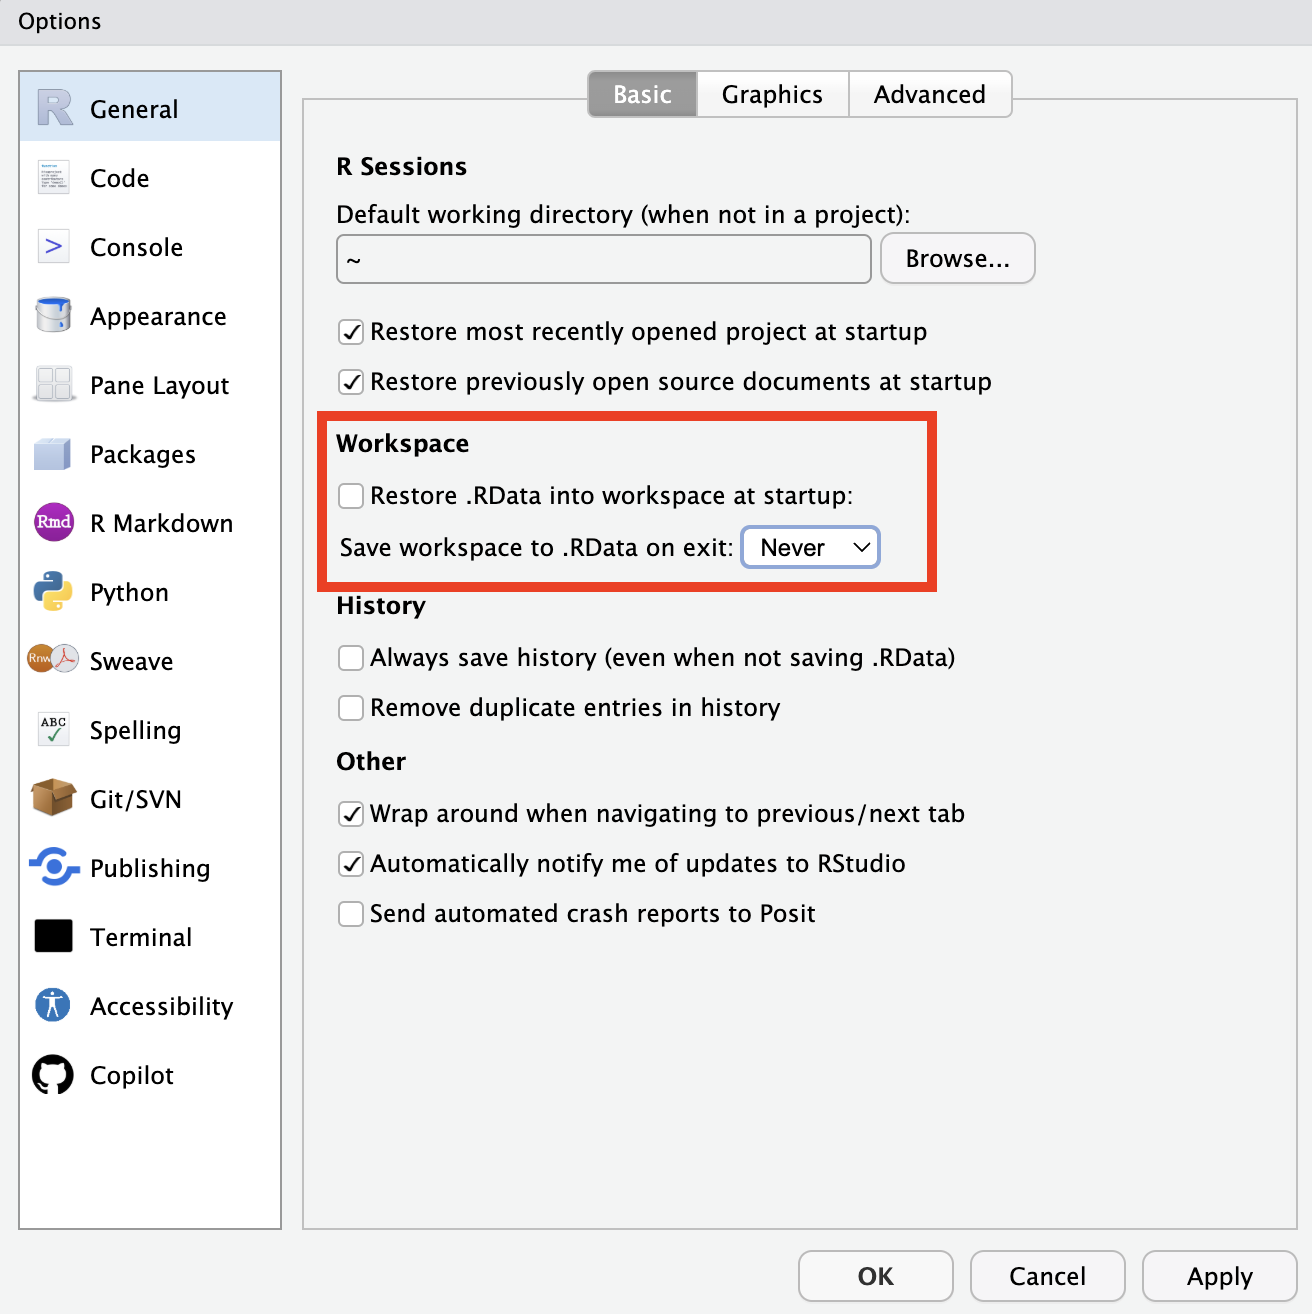 Options
General
Code
Console
Appearance
Pane Layout
Packages
Rmd R Markdown
Python
Rnw Sweave
ABC Spelling
Git/SVN
Publishing
Terminal
Accessibility
Copilot
Basic Graphics Advanced
R Sessions
Default working directory (when not in a project):
~ Browse...
Restore most recently opened project at startup
Restore previously open source documents at startup
Workspace
Restore .RData into workspace at startup:
Save workspace to .RData on exit: Never
History
Always save history (even when not saving .RData)
Remove duplicate entries in history
Other
Wrap around when navigating to previous/next tab
Automatically notify me of updates to RStudio
Send automated crash reports to Posit
OK Cancel Apply